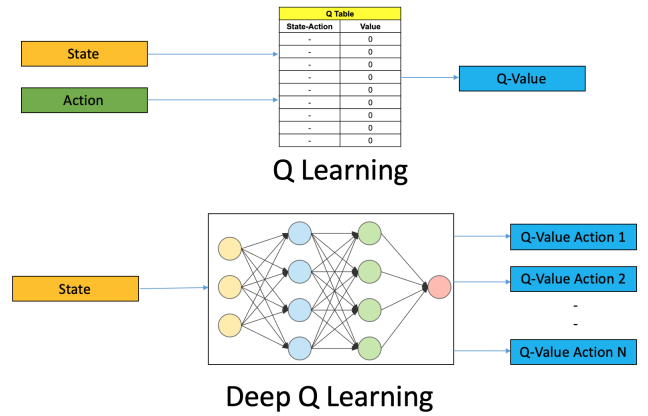 Q Table
State-Action Value
- 0
- 0
- 0
- 0
- 0
- 0
- 0
- 0
- 0
State
Action
Q-Value
Q Learning
State
Q-Value Action 1
Q-Value Action 2
-
-
Q-Value Action N
Deep Q Learning